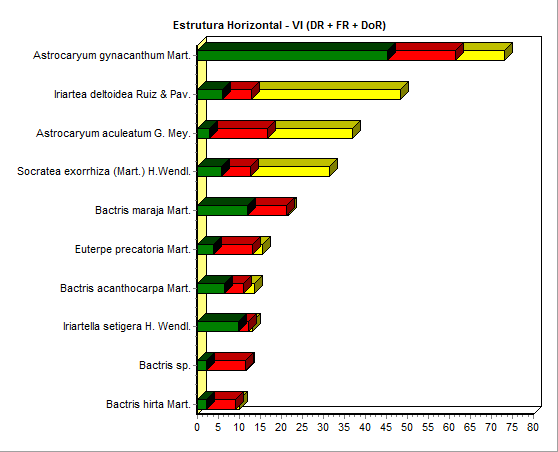 Estrutura Horizontal - VI (DR + FR + DoR)
Astrocaryum gynacanthum Mart.
Iriartea deltoidea Ruiz & Pav.
Astrocaryum aculeatum G. Mey.
Socratea exorrhiza (Mart.) H.Wendl.
Bactris maraja Mart.
Euterpe precatoria Mart.
Bactris acanthocarpa Mart.
Iriartella setigera H. Wendl.
Bactris sp.
Bactris hirta Mart.
0 5 10 15 20 25 30 35 40 45 50 55 60 65 70 75 80